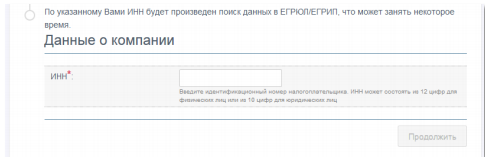 По указанному Вами ИНН будет произведен поиск данных в ЕГРЮЛ/ЕГРИП, что может занять некоторое
время.
Данные о компании
ИНН*:
Введите идентификационный номер налогоплательщика. ИНН может состоять из 12 цифр для
физических лиц или из 10 цифр для юридических лиц
Продолжить